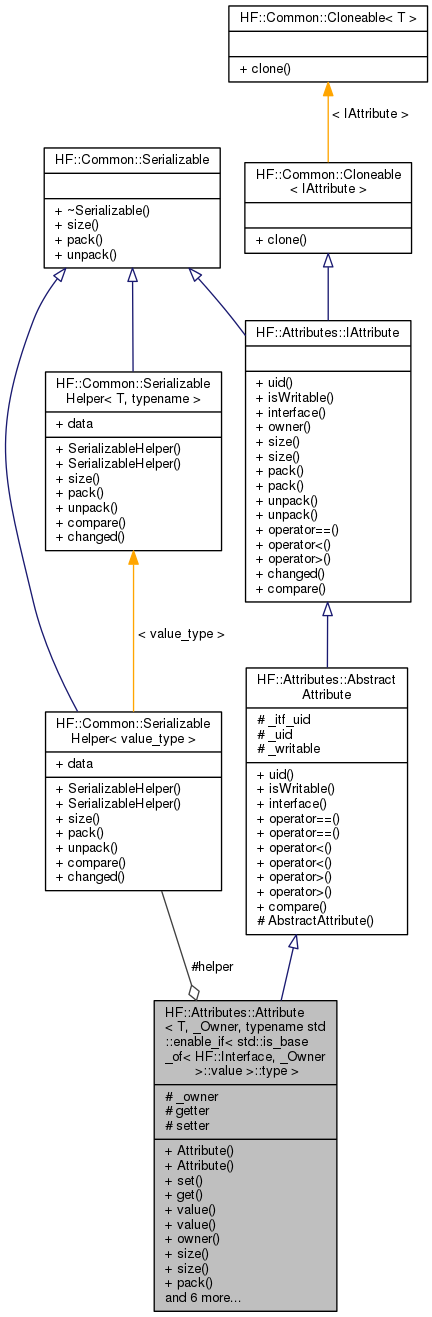 HF::Common::Cloneable< T >
+ clone()
< IAttribute >
HF::Common::Serializable
+ ~Serializable()
+ size()
+ pack()
+ unpack()
HF::Common::Cloneable
< IAttribute >
+ clone()
HF::Attributes::IAttribute
+ uid()
+ isWritable()
+ interface()
+ owner()
+ size()
+ size()
+ pack()
+ pack()
+ unpack()
+ unpack()
+ operator==()
+ operator<()
+ operator>()
+ changed()
+ compare()
HF::Common::Serializable
Helper< T, typename >
+ data
+ SerializableHelper()
+ SerializableHelper()
+ size()
+ pack()
+ unpack()
+ compare()
+ changed()
< value_type >
HF::Attributes::Abstract
Attribute
# _itf_uid
# _uid
# _writable
+ uid()
+ isWritable()
+ interface()
+ operator==()
+ operator==()
+ operator<()
+ operator<()
+ operator>()
+ operator>()
+ compare()
# AbstractAttribute()
HF::Common::Serializable
Helper< value_type >
+ data
+ SerializableHelper()
+ SerializableHelper()
+ size()
+ pack()
+ unpack()
+ compare()
+ changed()
#helper
HF::Attributes::Attribute
< T, _Owner, typename std
::enable_if< std::is_base
_of< HF::Interface, _Owner
>::value >::type >
# _owner
# getter
# setter
+ Attribute()
+ Attribute()
+ set()
+ get()
+ value()
+ value()
+ owner()
+ size()
+ size()
+ pack()
and 6 more...